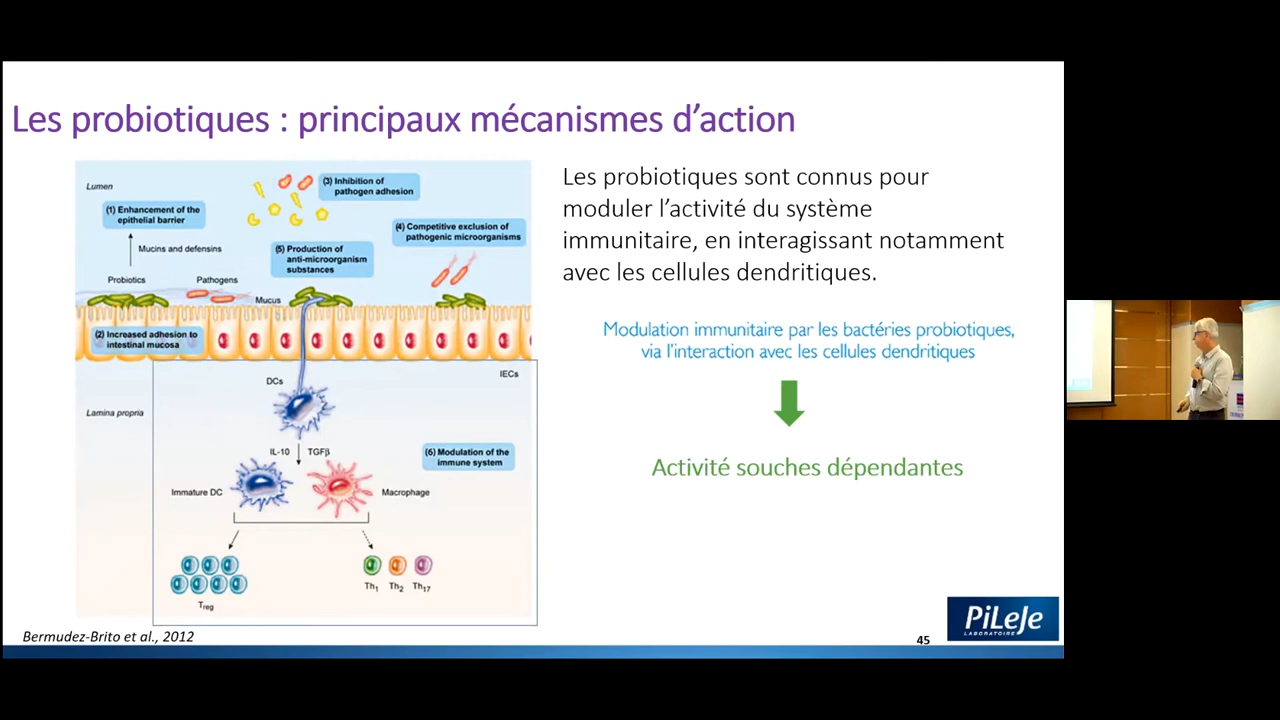 Les probiotiques : principaux mécanismes d'action
Lumen
(1) Enhancement of the
epithelial barrier
Mucins and defensins
Probiotics
Pathogens
Mucus
(2) Increased adhesion to
intestinal mucosa
(3) Inhibition of
pathogen adhesion
(4) Competitive exclusion of
pathogenic microorganisms
(5) Production of
anti-microorganism
substances
IECs
DCs
Lamina propria
IL-10
TGFβ
(6) Modulation of the
immune system
Immature DC
Macrophage
Treg
Th1
Th2
Th17
Les probiotiques sont connus pour
moduler l'activité du système
immunitaire, en interagissant notamment
avec les cellules dendritiques.
Modulation immunitaire par les bactéries probiotiques,
via l'interaction avec les cellules dendritiques
Activité souches dépendantes
Bermudez-Brito et al., 2012
45
PiLeJe
LABORATOIRE